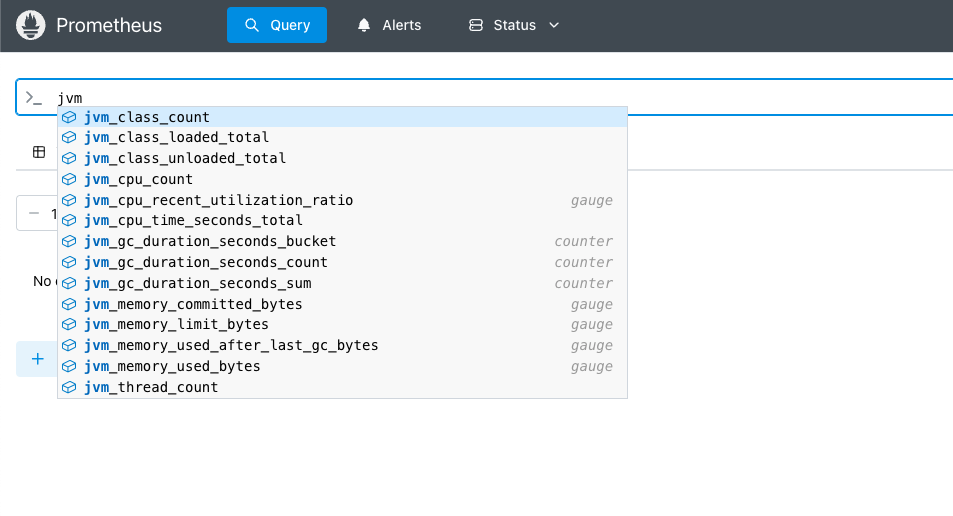 Prometheus Query Alerts Status
>_ jvm
jvm_class_count
jvm_class_loaded_total
jvm_class_unloaded_total
jvm_cpu_count
jvm_cpu_recent_utilization_ratio gauge
jvm_cpu_time_seconds_total
jvm_gc_duration_seconds_bucket counter
jvm_gc_duration_seconds_count counter
jvm_gc_duration_seconds_sum counter
jvm_memory_committed_bytes gauge
jvm_memory_limit_bytes gauge
jvm_memory_used_after_last_gc_bytes gauge
jvm_memory_used_bytes gauge
jvm_thread_count
− 1
No
+